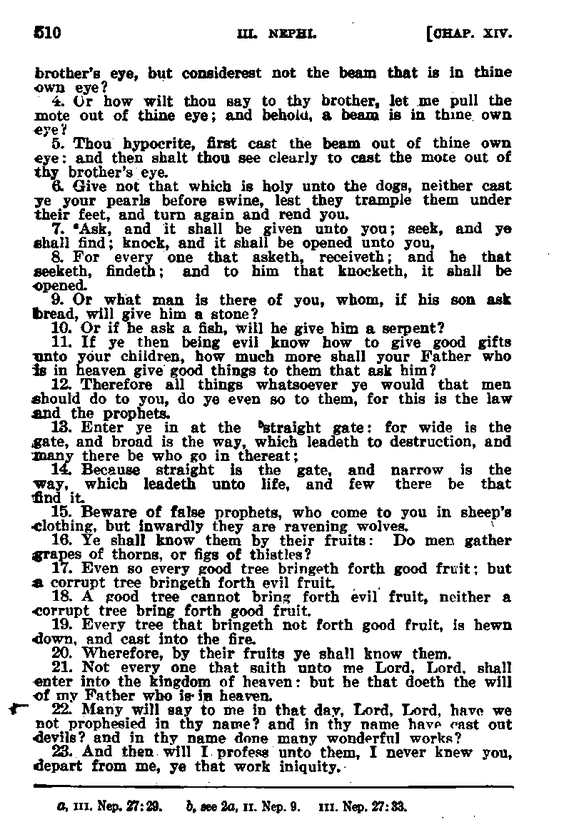 510 III. NEPHI. [CHAP. XIV.
brother's eye, but considerest not the beam that is in thine
own eye?
4. Or how wilt thou say to thy brother, let me pull the
mote out of thine eye; and behold, a beam is in thine own
eye?
5. Thou hypocrite, first cast the beam out of thine own
eye: and then shalt thou see clearly to cast the mote out of
thy brother's eye.
6. Give not that which is holy unto the dogs, neither cast
ye your pearls before swine, lest they trample them under
their feet, and turn again and rend you.
7. ᵃAsk, and it shall be given unto you; seek, and ye
shall find; knock, and it shall be opened unto you,
8. For every one that asketh, receiveth; and he that
seeketh, findeth; and to him that knocketh, it shall be
opened.
9. Or what man is there of you, whom, if his son ask
bread, will give him a stone?
10. Or if he ask a fish, will he give him a serpent?
11. If ye then being evil know how to give good gifts
unto your children, how much more shall your Father who
is in heaven give good things to them that ask him?
12. Therefore all things whatsoever ye would that men
should do to you, do ye even so to them, for this is the law
and the prophets.
13. Enter ye in at the ᵇstraight gate: for wide is the
gate, and broad is the way, which leadeth to destruction, and
many there be who go in thereat;
14. Because straight is the gate, and narrow is the
way, which leadeth unto life, and few there be that
find it.
15. Beware of false prophets, who come to you in sheep's
clothing, but inwardly they are ravening wolves.
16. Ye shall know them by their fruits: Do men gather
grapes of thorns, or figs of thistles?
17. Even so every good tree bringeth forth good fruit; but
a corrupt tree bringeth forth evil fruit.
18. A good tree cannot bring forth evil fruit, neither a
corrupt tree bring forth good fruit.
19. Every tree that bringeth not forth good fruit, is hewn
down, and cast into the fire.
20. Wherefore, by their fruits ye shall know them.
21. Not every one that saith unto me Lord, Lord, shall
enter into the kingdom of heaven: but he that doeth the will
of my Father who is in heaven.
22. Many will say to me in that day, Lord, Lord, have we
not prophesied in thy name? and in thy name have cast out
devils? and in thy name done many wonderful works?
23. And then will I profess unto them, I never knew you,
depart from me, ye that work iniquity.
a, III. Nep. 27:29. b, see 2a, II. Nep. 9. III. Nep. 27:33.